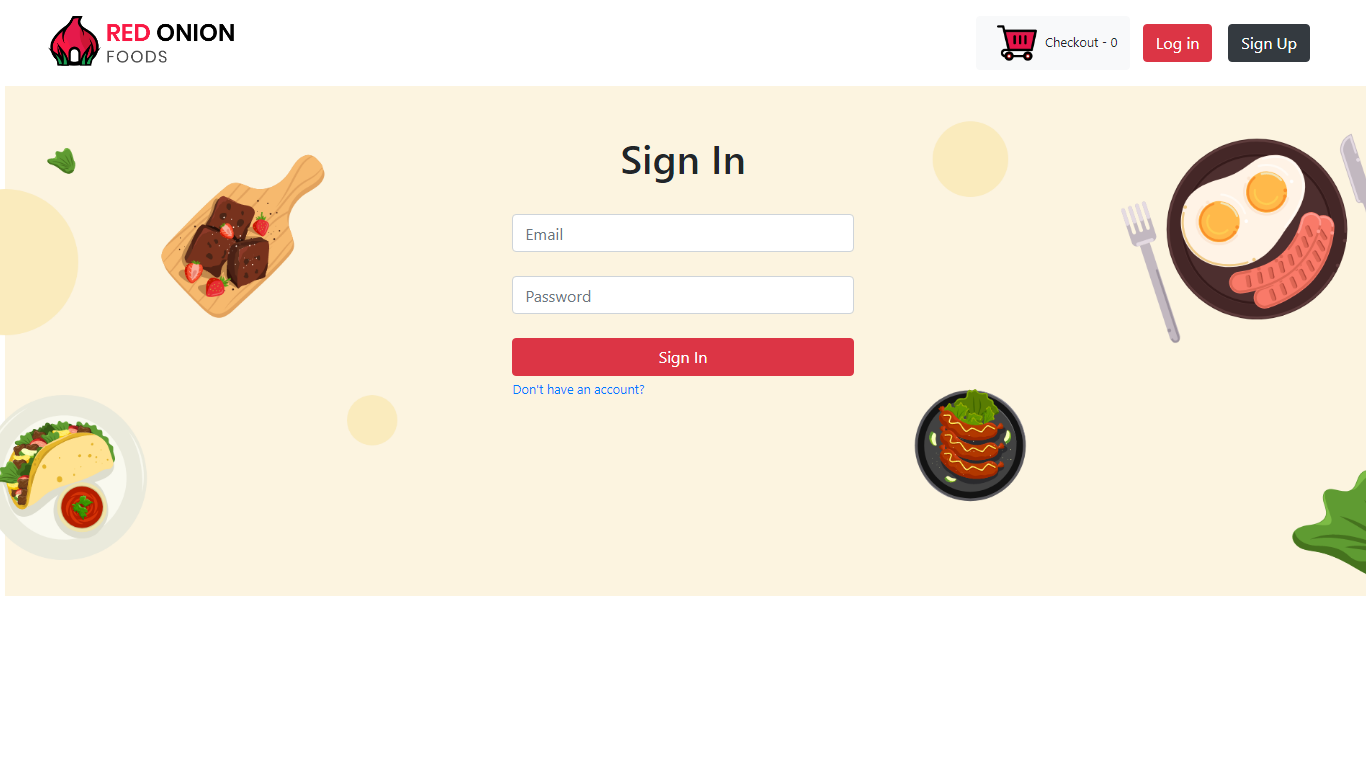 RED ONION
FOODS
Checkout - 0
Log in
Sign Up
Sign In
Email
Password
Sign In
Don't have an account?